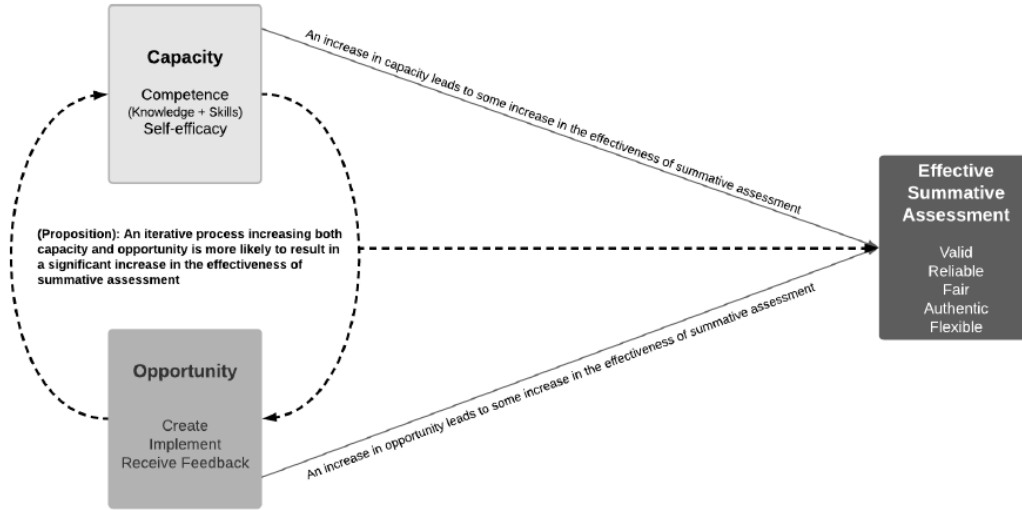 Capacity
Competence
(Knowledge + Skills)
Self-efficacy
An increase in capacity leads to some increase in the effectiveness of summative assessment
(Proposition): An iterative process increasing both
capacity and opportunity is more likely to result in
a significant increase in the effectiveness of
summative assessment
Opportunity
Create
Implement
Receive Feedback
An increase in opportunity leads to some increase in the effectiveness of summative assessment
Effective
Summative
Assessment
Valid
Reliable
Fair
Authentic
Flexible